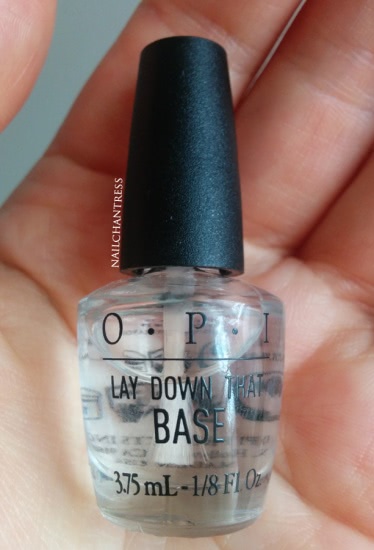 NAILCHANTRESS
O·P·I
LAY DOWN THAT
BASE
3.75 mL - 1/8 Fl. Oz